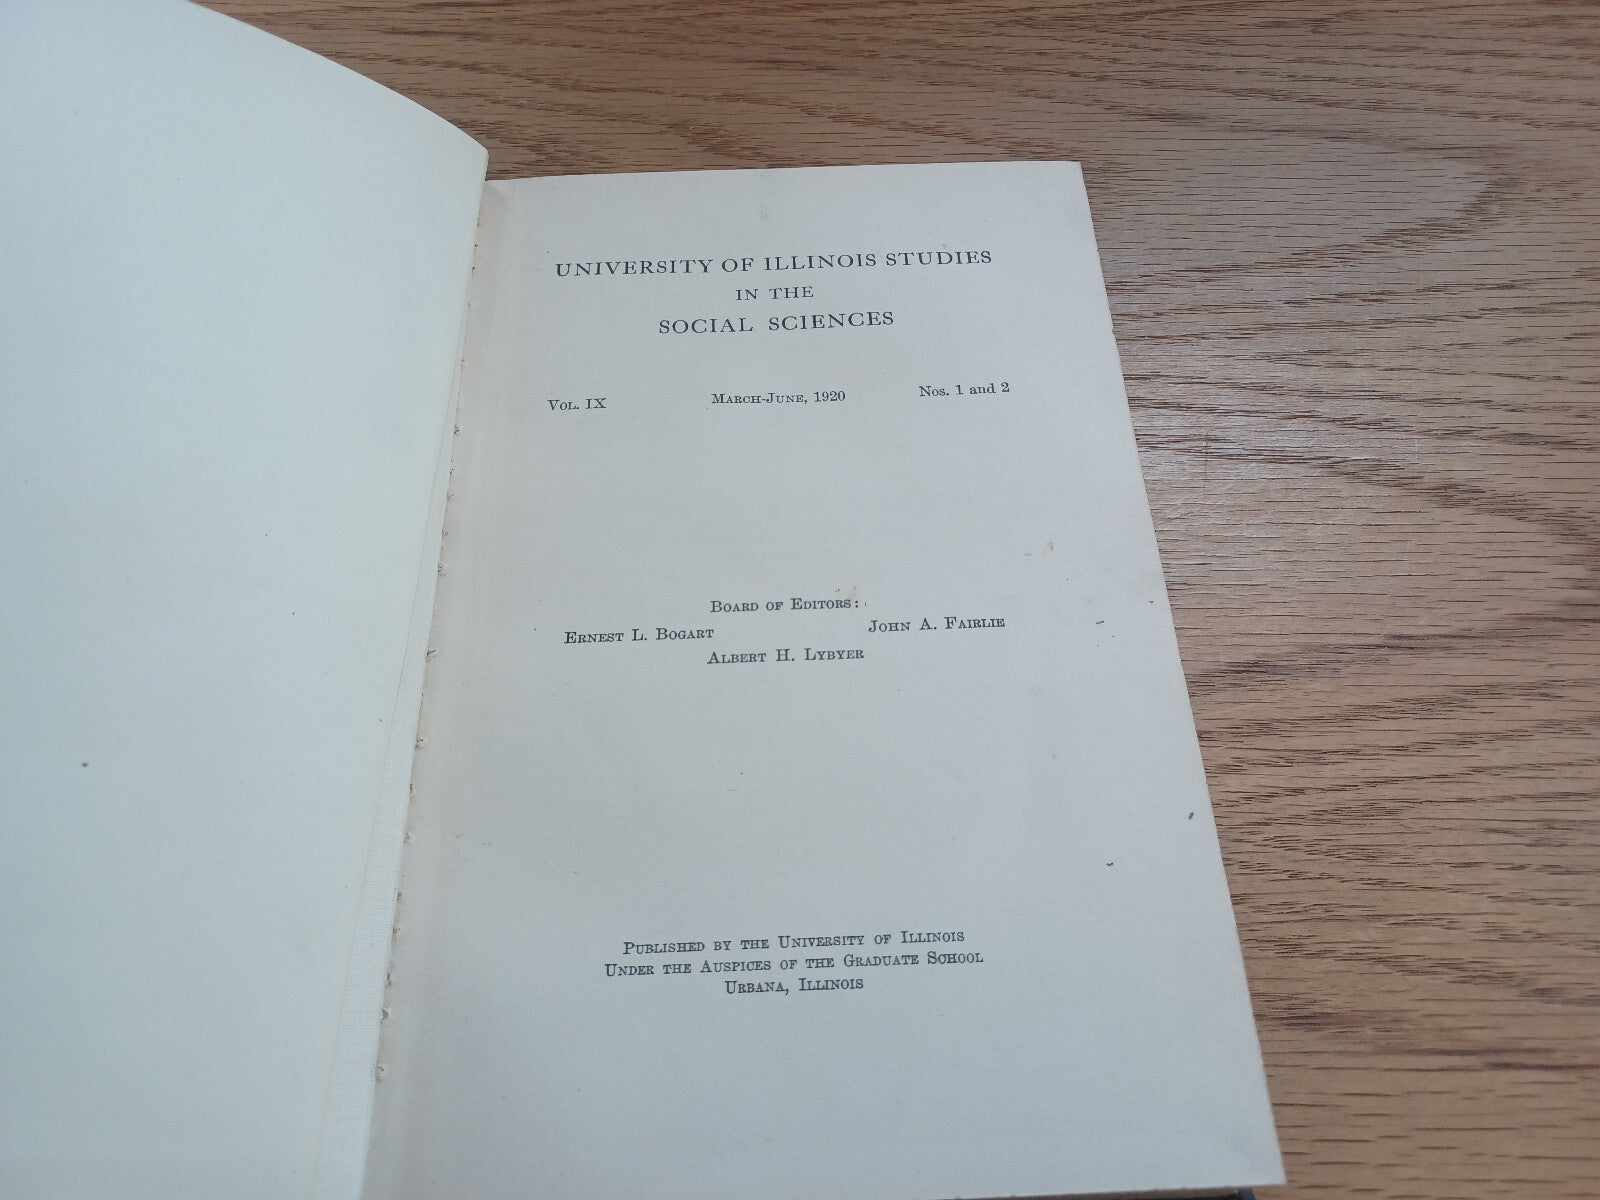 UNIVERSITY OF ILLINOIS STUDIES
IN THE
SOCIAL SCIENCES
VOL. IX MARCH-JUNE, 1920 NOS. 1 and 2
BOARD OF EDITORS:
ERNEST L. BOGART JOHN A. FAIRLIE
ALBERT H. LYBYER
PUBLISHED BY THE UNIVERSITY OF ILLINOIS
UNDER THE AUSPICES OF THE GRADUATE SCHOOL
URBANA, ILLINOIS